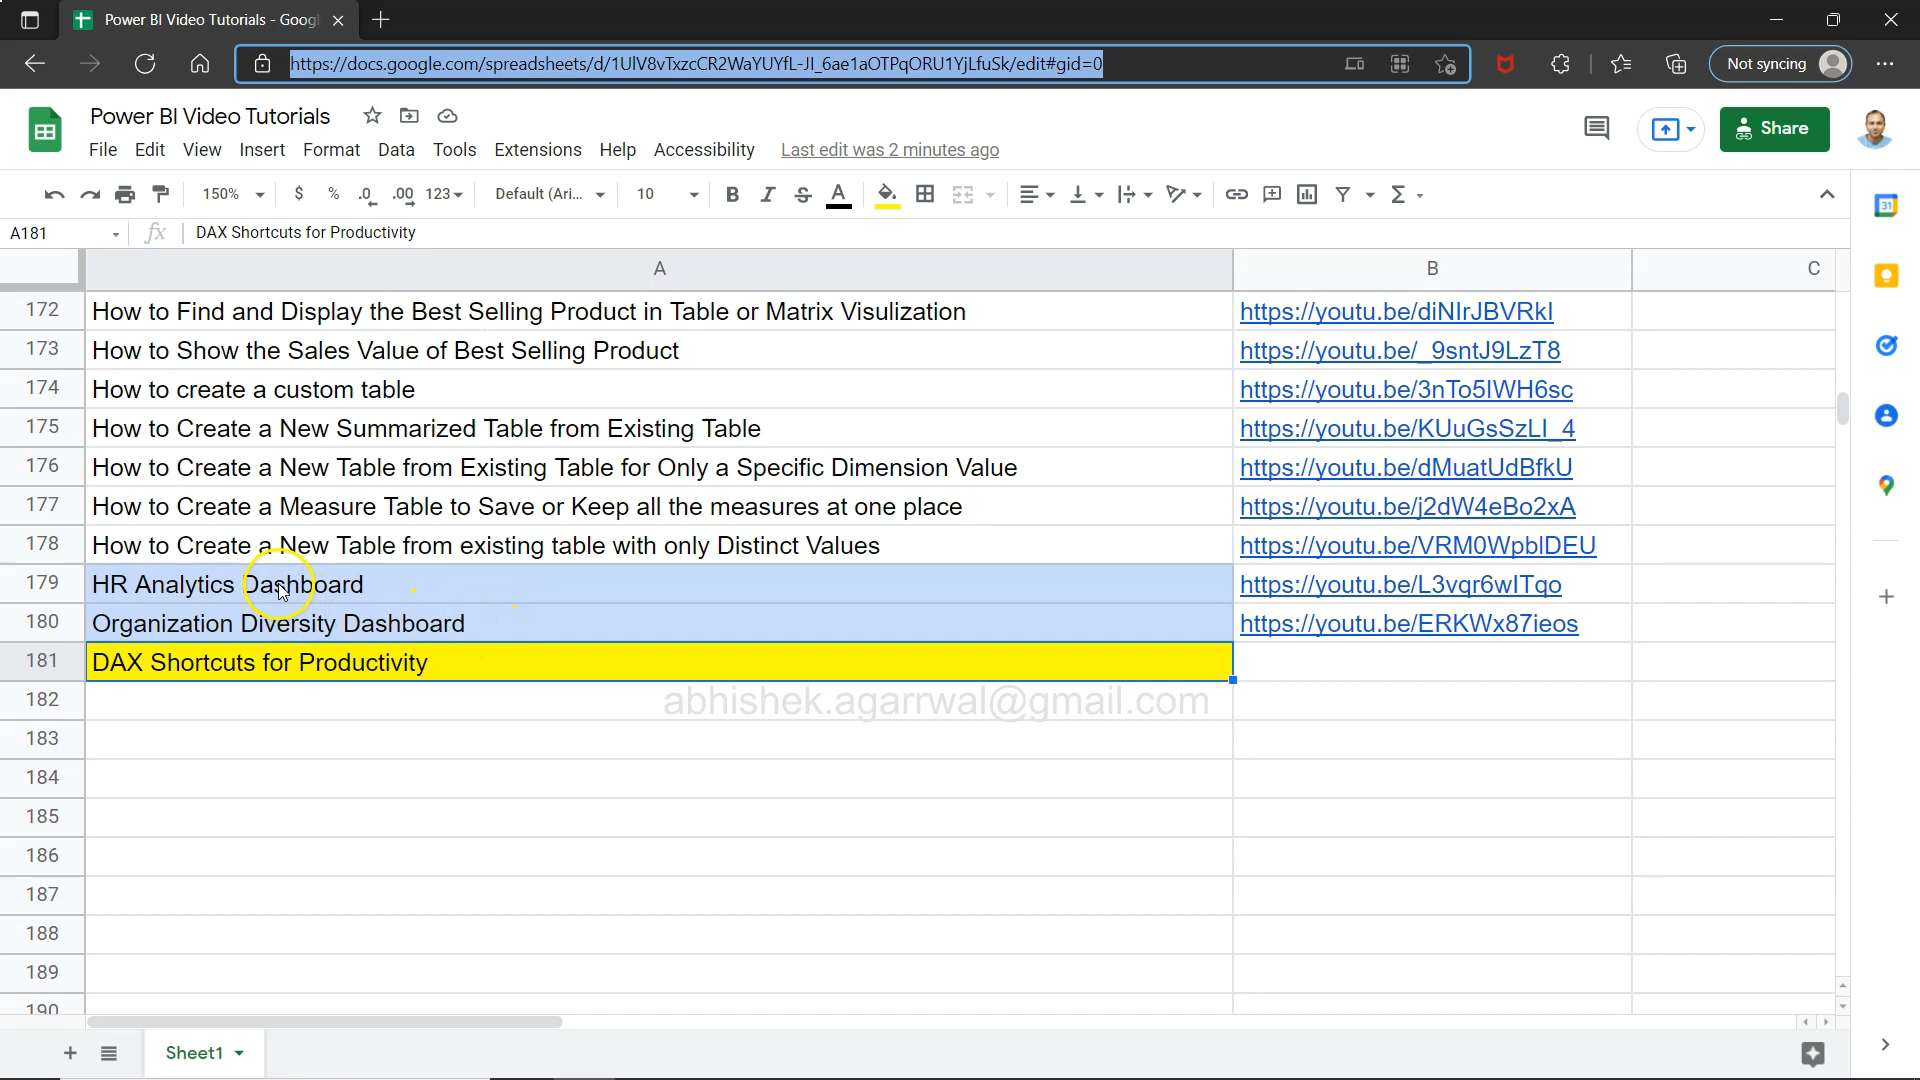 Power BI Video Tutorials - Goog
https://docs.google.com/spreadsheets/d/1UlV8vTxzcCR2WaYUYfL-JI_6ae1aOTPqORU1YjLfuSk/edit#gid=0
Not syncing
Power BI Video Tutorials
File Edit View Insert Format Data Tools Extensions Help Accessibility Last edit was 2 minutes ago
Share
150% $ % .0 .00 123 Default (Ari... 10 B I S A Σ
31
A181 fx DAX Shortcuts for Productivity
A B C
172 How to Find and Display the Best Selling Product in Table or Matrix Visulization https://youtu.be/diNIrJBVRkI
173 How to Show the Sales Value of Best Selling Product https://youtu.be/_9sntJ9LzT8
174 How to create a custom table https://youtu.be/3nTo5IWH6sc
175 How to Create a New Summarized Table from Existing Table https://youtu.be/KUuGsSzLI_4
176 How to Create a New Table from Existing Table for Only a Specific Dimension Value https://youtu.be/dMuatUdBfkU
177 How to Create a Measure Table to Save or Keep all the measures at one place https://youtu.be/j2dW4eBo2xA
178 How to Create a New Table from existing table with only Distinct Values https://youtu.be/VRM0WpblDEU
179 HR Analytics Dashboard https://youtu.be/L3vqr6wITqo
180 Organization Diversity Dashboard https://youtu.be/ERKWx87ieos
181 DAX Shortcuts for Productivity
182
abhishek.agarrwal@gmail.com
183
184
185
186
187
188
189
190
Sheet1